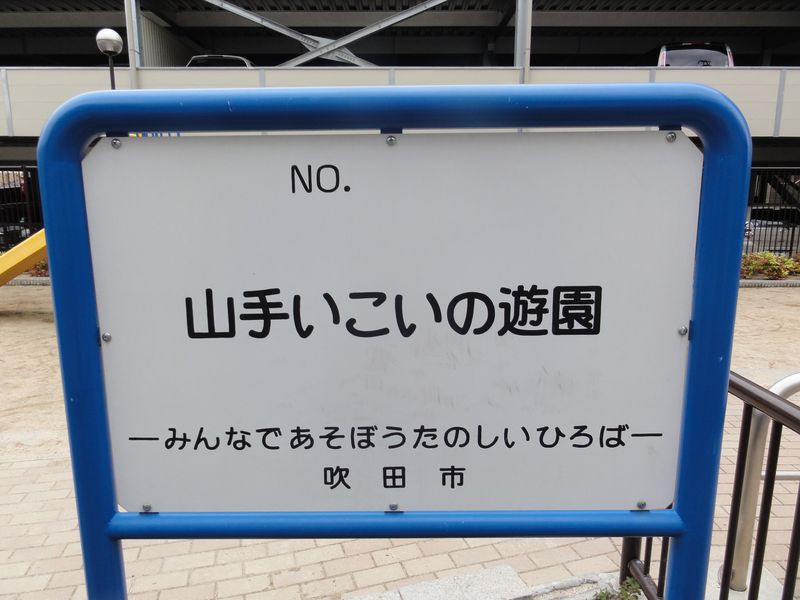 NO.
山手いこいの遊園
―みんなであそぼうたのしいひろば―
吹田市